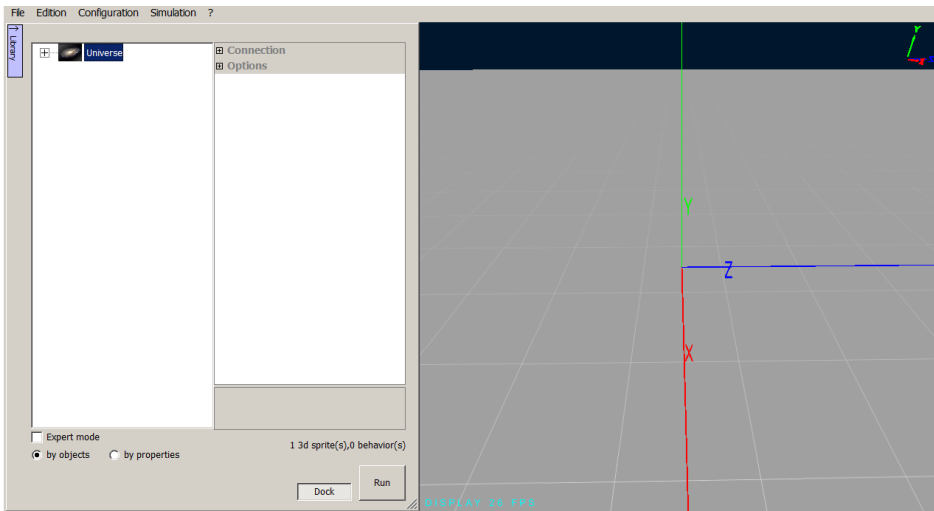 File Edition Configuration Simulation ?
↑ Library
Universe
Connection
Options
Y
X
Y
Z
X
Expert mode
by objects by properties
1 3d sprite(s),0 behavior(s)
Dock
Run